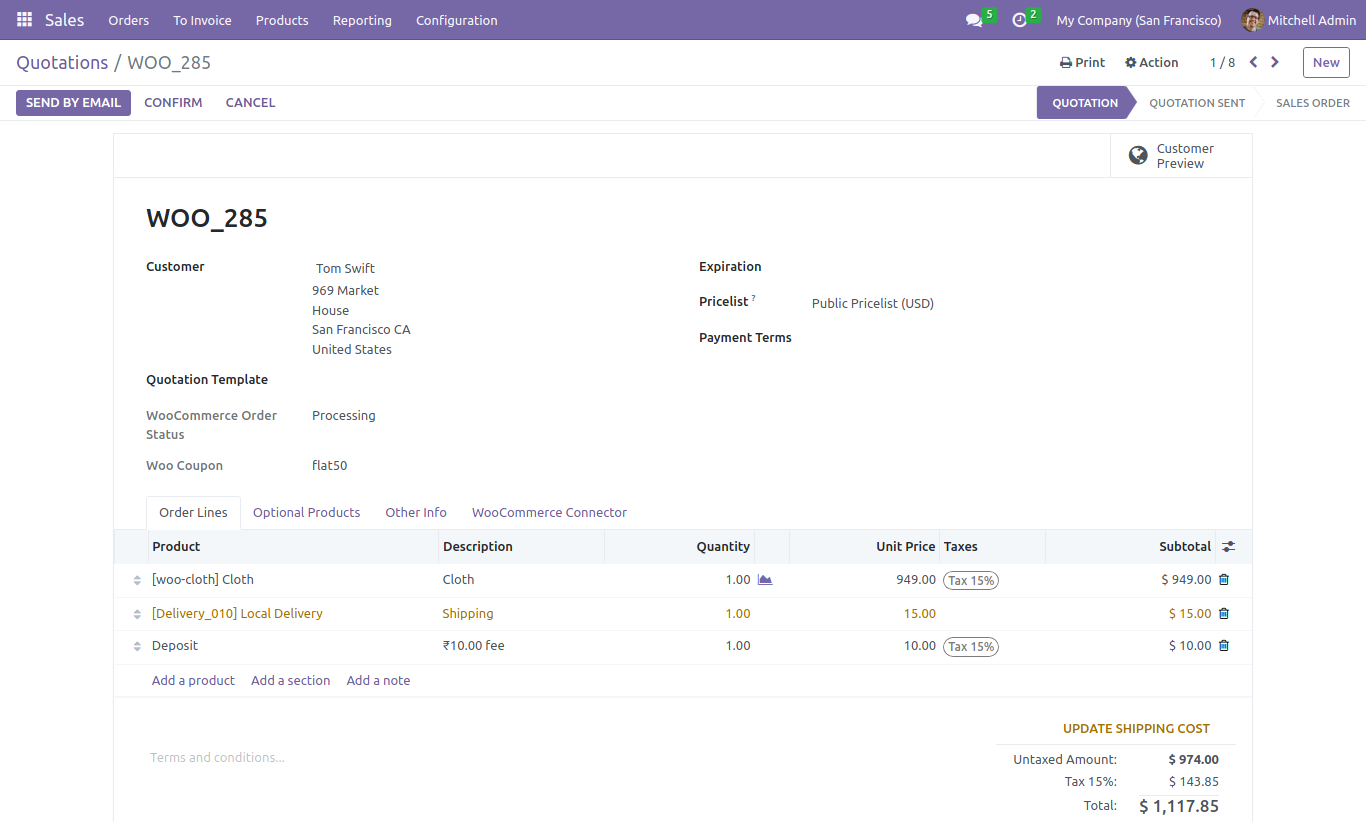 Sales Orders To Invoice Products Reporting Configuration 5 2 My Company (San Francisco) Mitchell Admin
Quotations / WOO_285 Print Action 1 / 8 New
SEND BY EMAIL CONFIRM CANCEL QUOTATION QUOTATION SENT SALES ORDER
Customer
Preview
WOO_285
Customer Tom Swift
969 Market
House
San Francisco CA
United States
Expiration
Pricelist ? Public Pricelist (USD)
Payment Terms
Quotation Template
WooCommerce Order
Status
Processing
Woo Coupon flat50
Order Lines Optional Products Other Info WooCommerce Connector
Product Description Quantity Unit Price Taxes Subtotal
[woo-cloth] Cloth Cloth 1.00 949.00 Tax 15% $ 949.00
[Delivery_010] Local Delivery Shipping 1.00 15.00 $ 15.00
Deposit ₹10.00 fee 1.00 10.00 Tax 15% $ 10.00
Add a product Add a section Add a note
UPDATE SHIPPING COST
Terms and conditions...
Untaxed Amount: $ 974.00
Tax 15%: $ 143.85
Total: $ 1,117.85